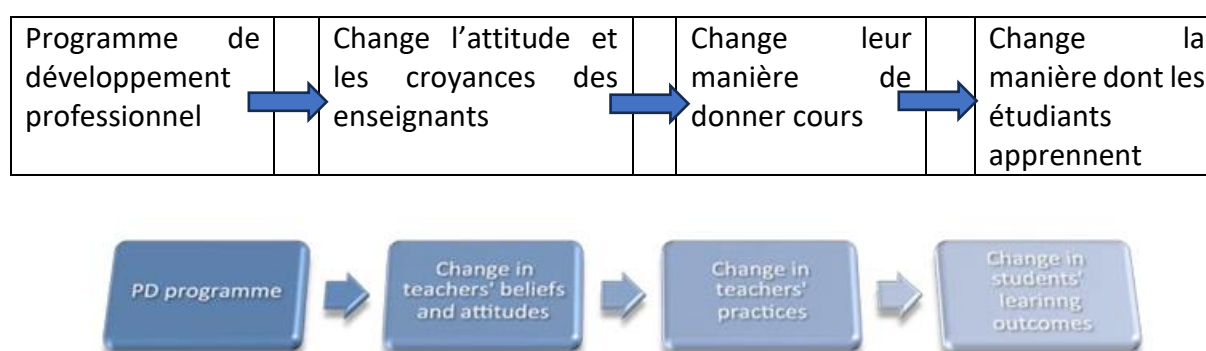 Programme de
développement
professionnel
Change l’attitude et
les croyances des
enseignants
Change leur
manière de
donner cours
Change la
manière dont les
étudiants
apprennent
PD programme
Change in
teachers' beliefs
and attitudes
Change in
teachers'
practices
Change in
students'
learinng
outcomes